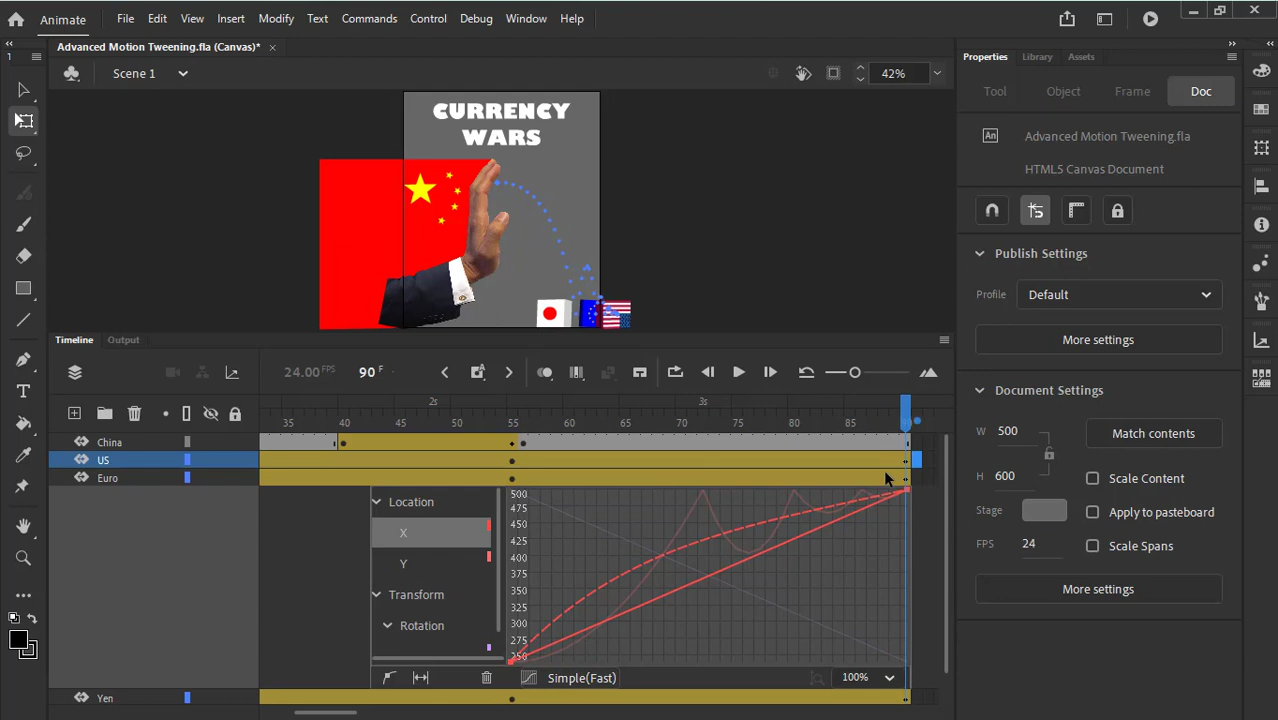 Animate File Edit View Insert Modify Text Commands Control Debug Window Help
Advanced Motion Tweening.fla (Canvas)*
Scene 1 42%
CURRENCY
WARS
Timeline Output
24.00 FPS 90 F
2s 3s
35 40 45 50 55 60 65 70 75 80 85
China
US
Euro
Location
X
Y
Transform
Rotation
500
475
450
425
400
375
350
325
300
275
250
Simple(Fast) 100%
Yen
Properties Library Assets
Tool Object Frame Doc
An Advanced Motion Tweening.fla
HTML5 Canvas Document
Publish Settings
Profile Default
More settings
Document Settings
W 500 Match contents
H 600 Scale Content
Stage Apply to pasteboard
FPS 24 Scale Spans
More settings